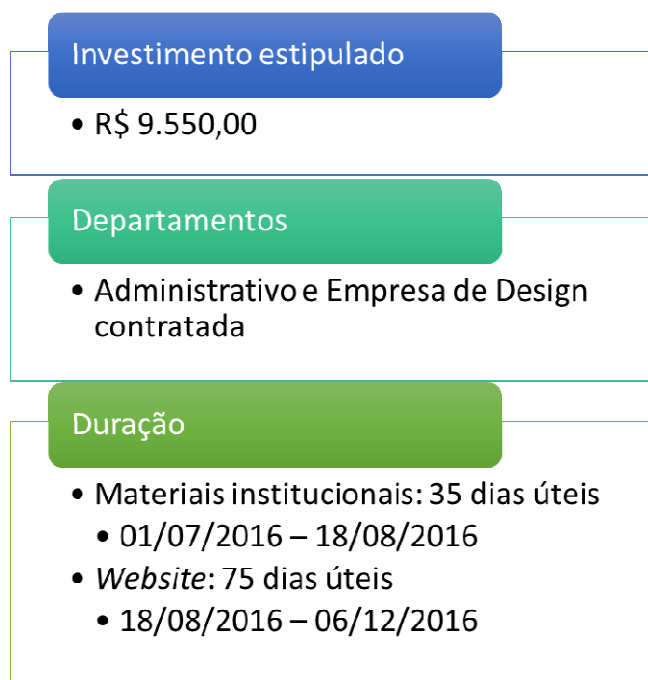 Investimento estipulado
• R$ 9.550,00
Departamentos
• Administrativo e Empresa de Design
contratada
Duração
• Materiais institucionais: 35 dias úteis
• 01/07/2016 – 18/08/2016
• Website: 75 dias úteis
• 18/08/2016 – 06/12/2016